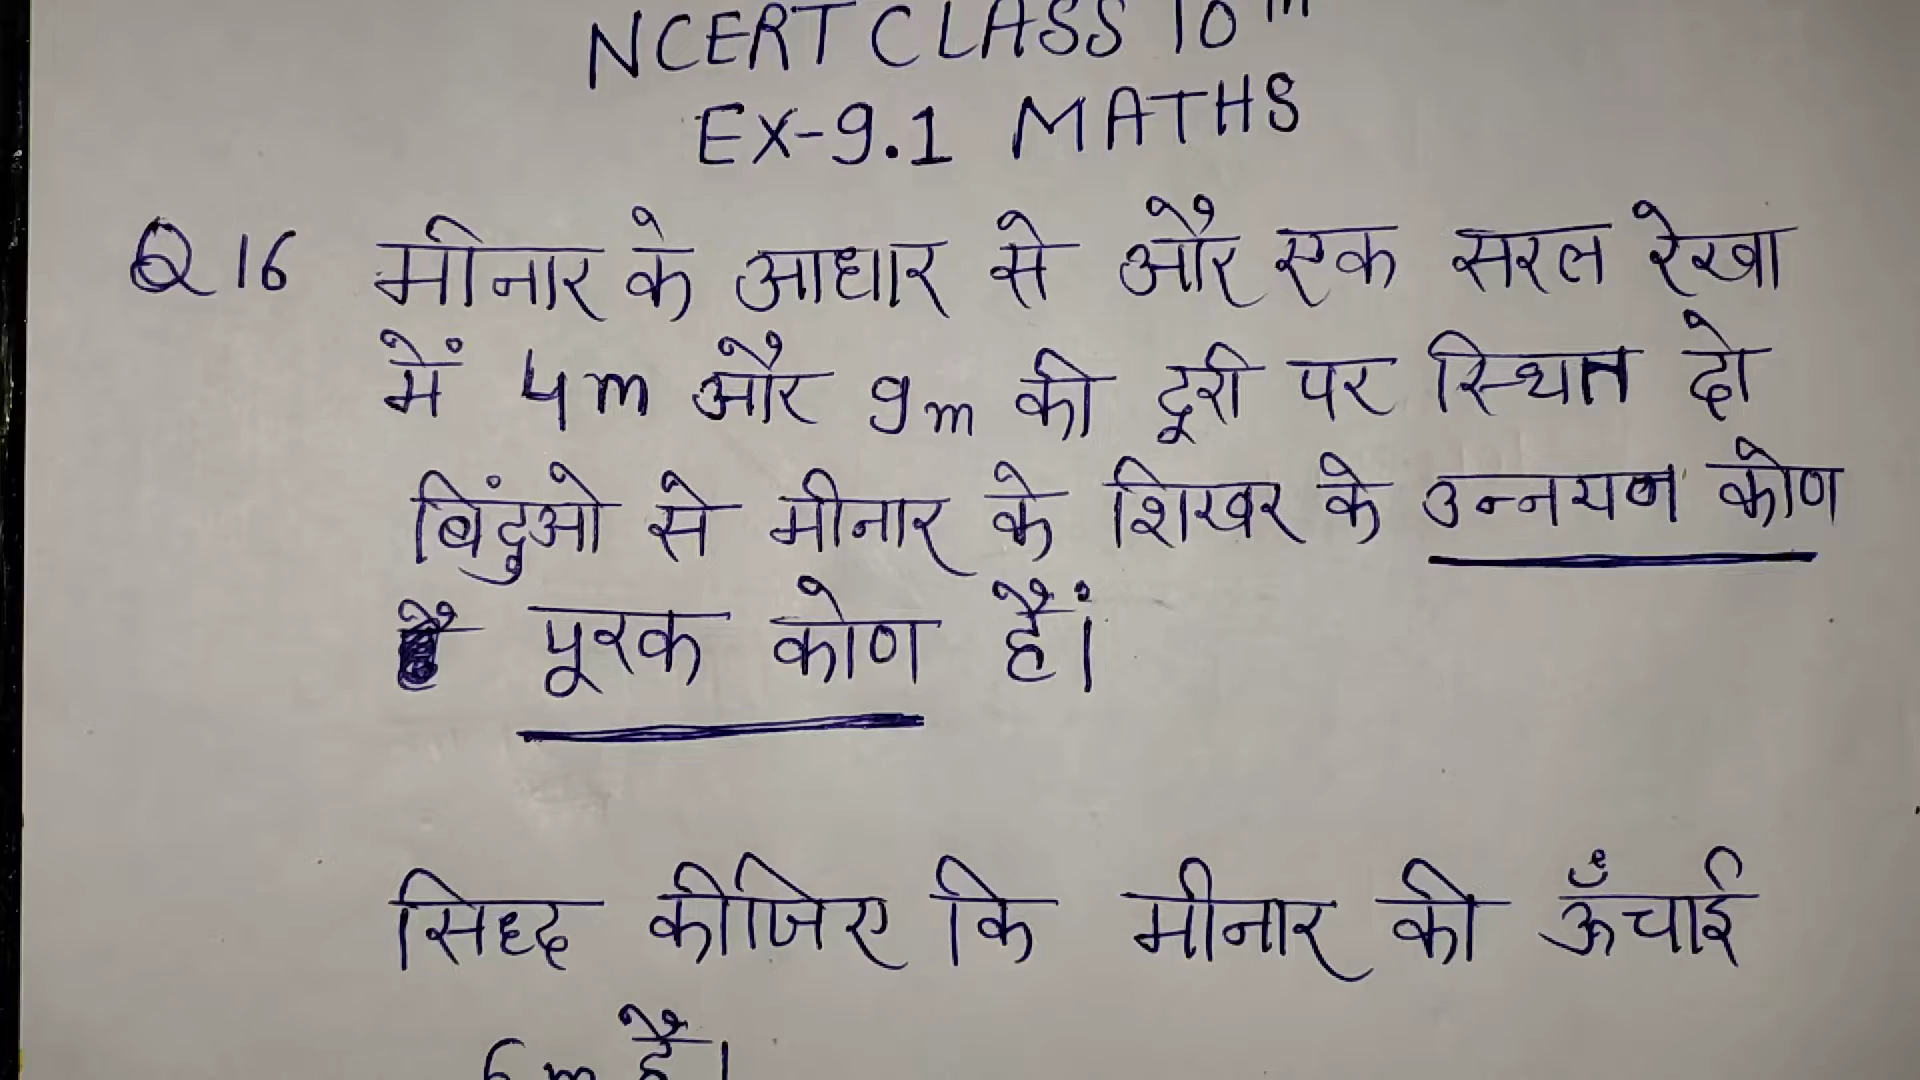 NCERT CLASS 10th
EX-9.1 MATHS
Q16 मीनार के आधार से और एक सरल रेखा
में 4m और 9m की दूरी पर स्थित दो
बिंदुओ से मीनार के शिखर के उन्नयन कोण
पूरक कोण हैं।
सिध्द कीजिए कि मीनार की ऊँचाई
6m है।